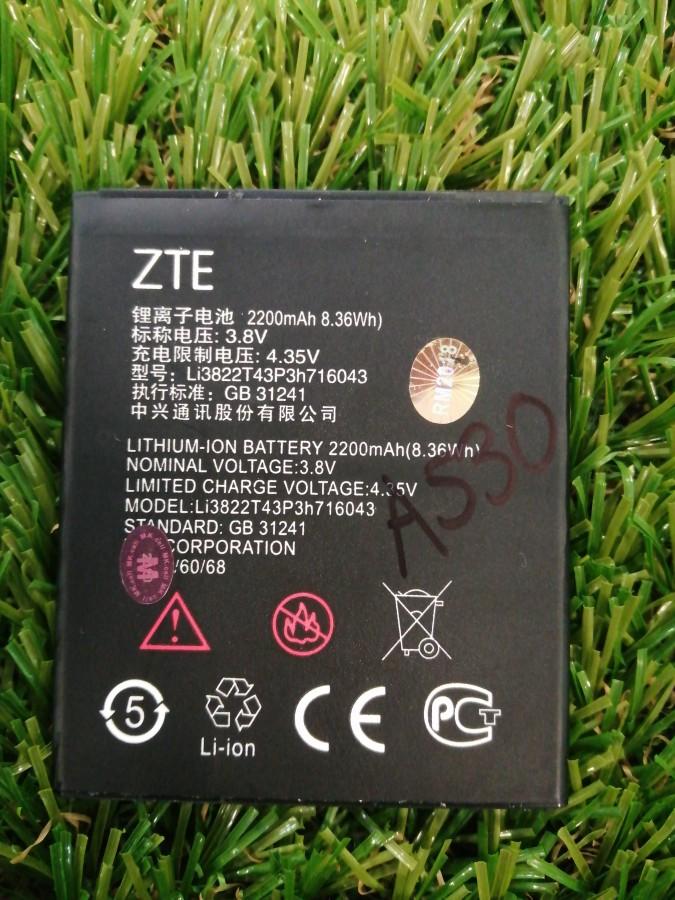 ZTE
锂离子电池 2200mAh 8.36Wh)
标称电压: 3.8V
充电限制电压: 4.35V
型号: Li3822T43P3h716043
执行标准: GB 31241
中兴通讯股份有限公司
RM2018
A530
LITHIUM-ION BATTERY 2200mAh(8.36Wh)
NOMINAL VOLTAGE:3.8V
LIMITED CHARGE VOLTAGE:4.35V
MODEL:Li3822T43P3h716043
STANDARD: GB 31241
CORPORATION
/60/68
M
5
Li-ion
CE
PCT